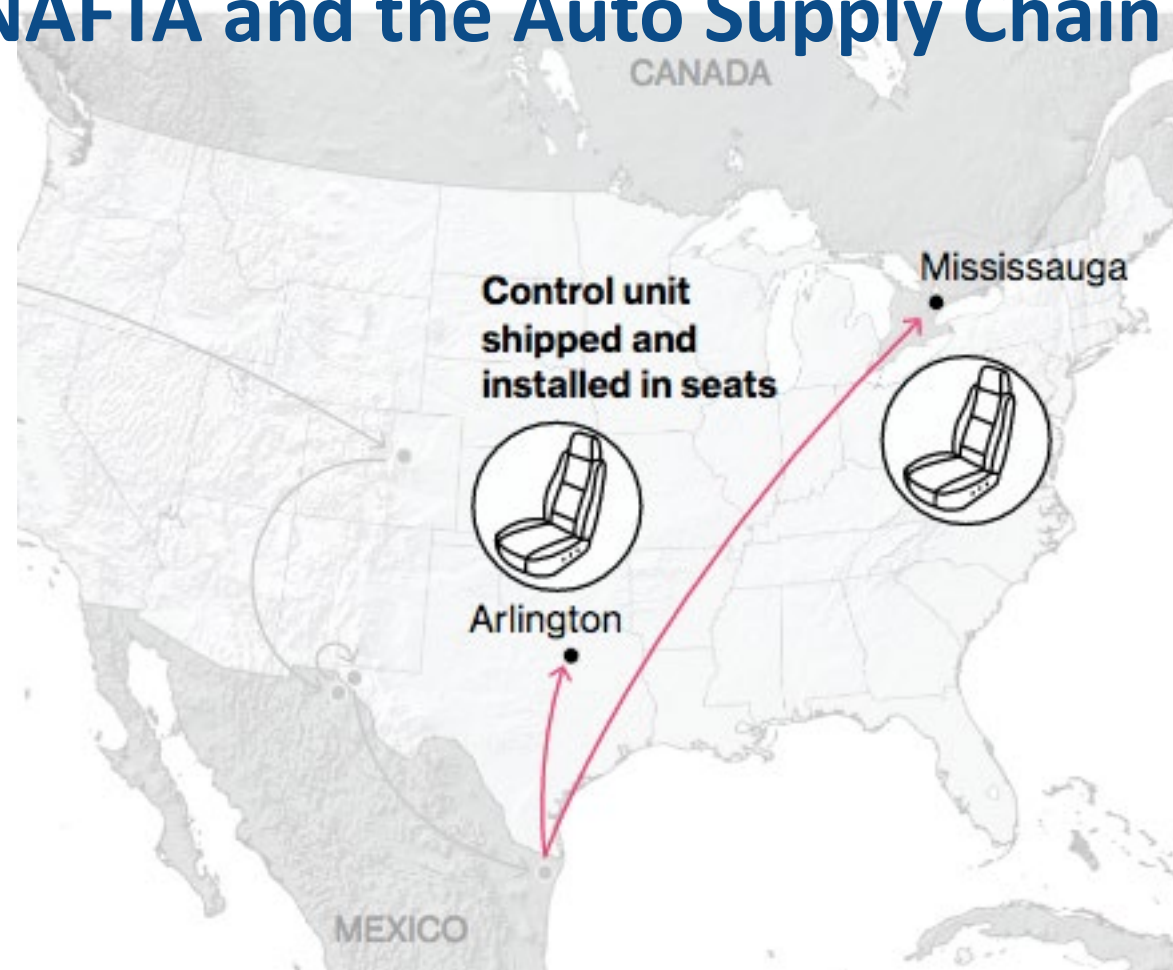 NAFTA and the Auto Supply Chain
CANADA
Mississauga
Control unit
shipped and
installed in seats
Arlington
MEXICO